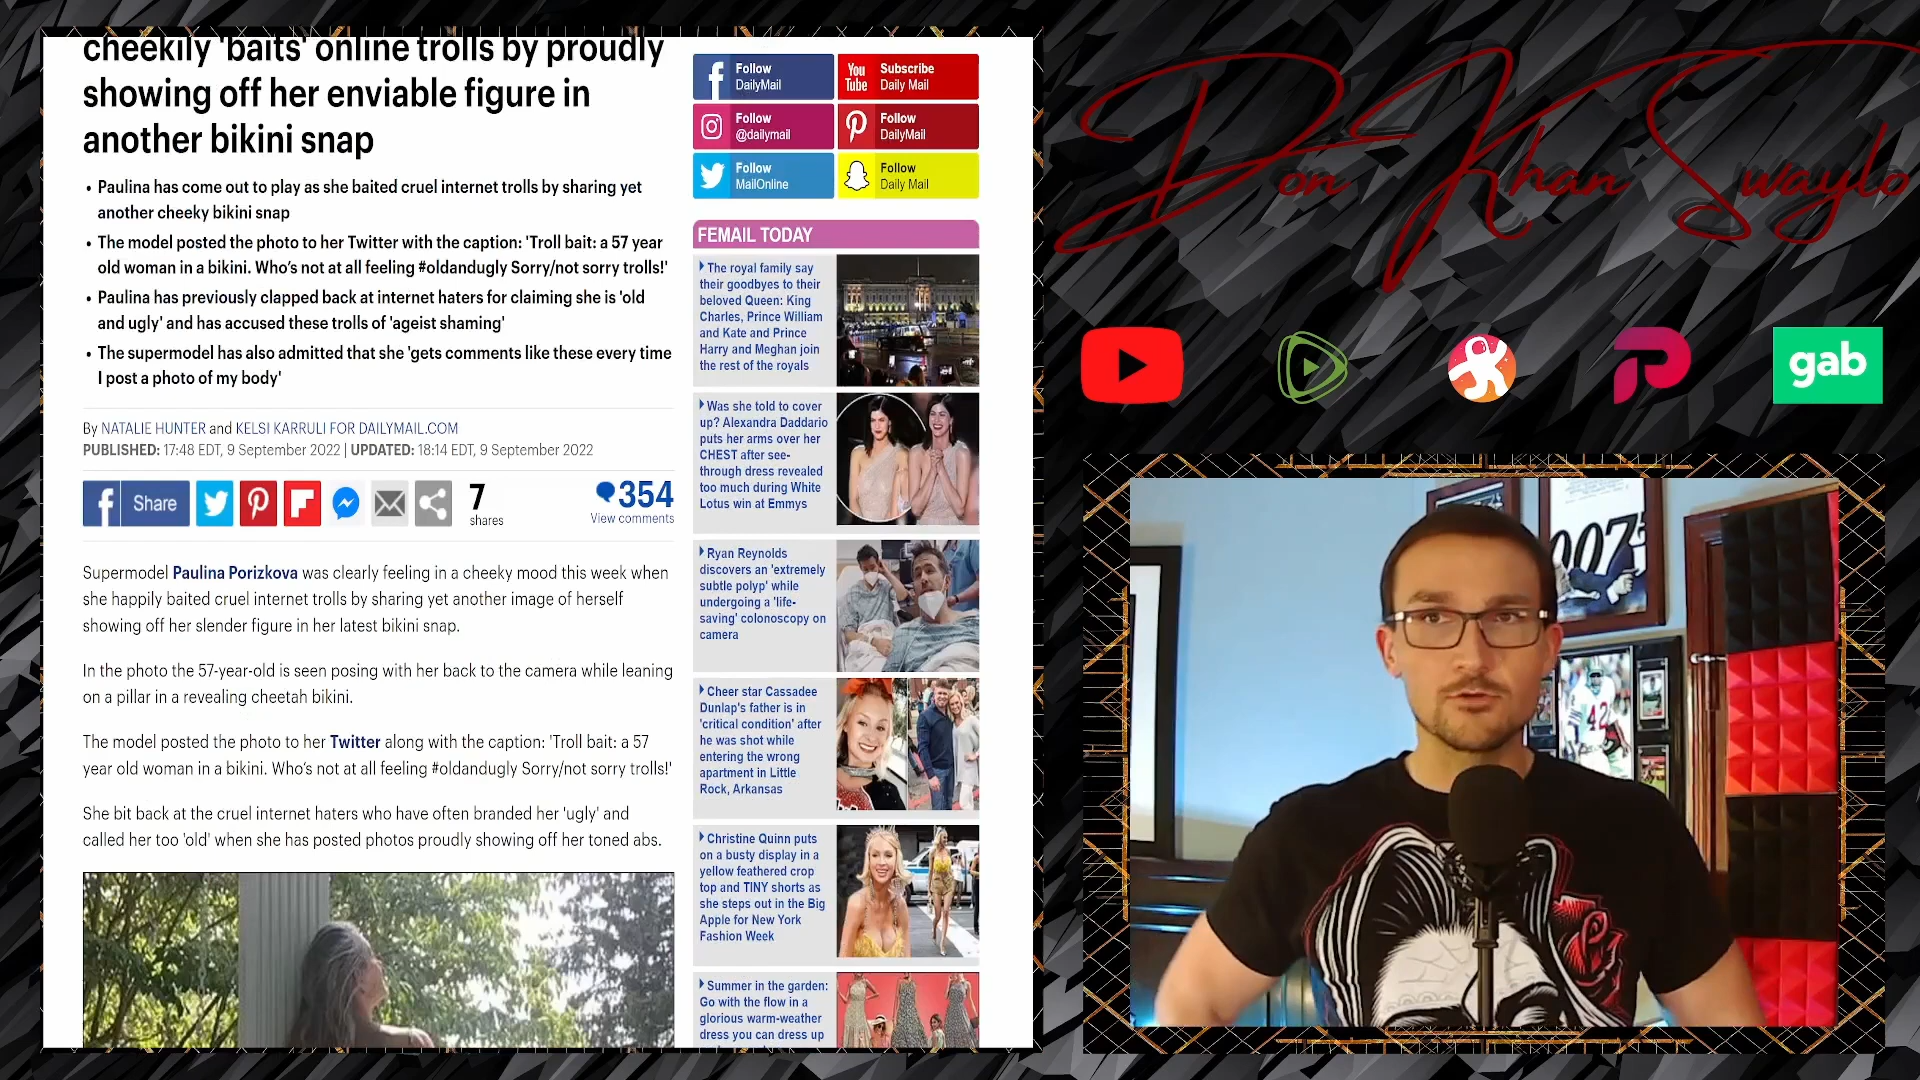 cheekily 'baits' online trolls by proudly
showing off her enviable figure in
another bikini snap
• Paulina has come out to play as she baited cruel internet trolls by sharing yet
another cheeky bikini snap
• The model posted the photo to her Twitter with the caption: 'Troll bait: a 57 year
old woman in a bikini. Who's not at all feeling #oldandugly Sorry/not sorry trolls!'
• Paulina has previously clapped back at internet haters for claiming she is 'old
and ugly' and has accused these trolls of 'ageist shaming'
• The supermodel has also admitted that she 'gets comments like these every time
I post a photo of my body'
By NATALIE HUNTER and KELSI KARRULI FOR DAILYMAIL.COM
PUBLISHED: 17:48 EDT, 9 September 2022 | UPDATED: 18:14 EDT, 9 September 2022
Share
7
shares
354
View comments
Supermodel Paulina Porizkova was clearly feeling in a cheeky mood this week when
she happily baited cruel internet trolls by sharing yet another image of herself
showing off her slender figure in her latest bikini snap.
In the photo the 57-year-old is seen posing with her back to the camera while leaning
on a pillar in a revealing cheetah bikini.
The model posted the photo to her Twitter along with the caption: 'Troll bait: a 57
year old woman in a bikini. Who's not at all feeling #oldandugly Sorry/not sorry trolls!'
She bit back at the cruel internet haters who have often branded her 'ugly' and
called her too 'old' when she has posted photos proudly showing off her toned abs.
Follow
DailyMail
You
Tube
Subscribe
Daily Mail
Follow
@dailymail
Follow
DailyMail
Follow
MailOnline
Follow
Daily Mail
FEMAIL TODAY
The royal family say
their goodbyes to their
beloved Queen: King
Charles, Prince William
and Kate and Prince
Harry and Meghan join
the rest of the royals
Was she told to cover
up? Alexandra Daddario
puts her arms over her
CHEST after see-
through dress revealed
too much during White
Lotus win at Emmys
Ryan Reynolds
discovers an 'extremely
subtle polyp' while
undergoing a 'life-
saving' colonoscopy on
camera
Cheer star Cassadee
Dunlap's father is in
'critical condition' after
he was shot while
entering the wrong
apartment in Little
Rock, Arkansas
Christine Quinn puts
on a busty display in a
yellow feathered crop
top and TINY shorts as
she steps out in the Big
Apple for New York
Fashion Week
Summer in the garden:
Go with the flow in a
glorious warm-weather
dress you can dress up
Don Khan Swaylo
gab
007
42